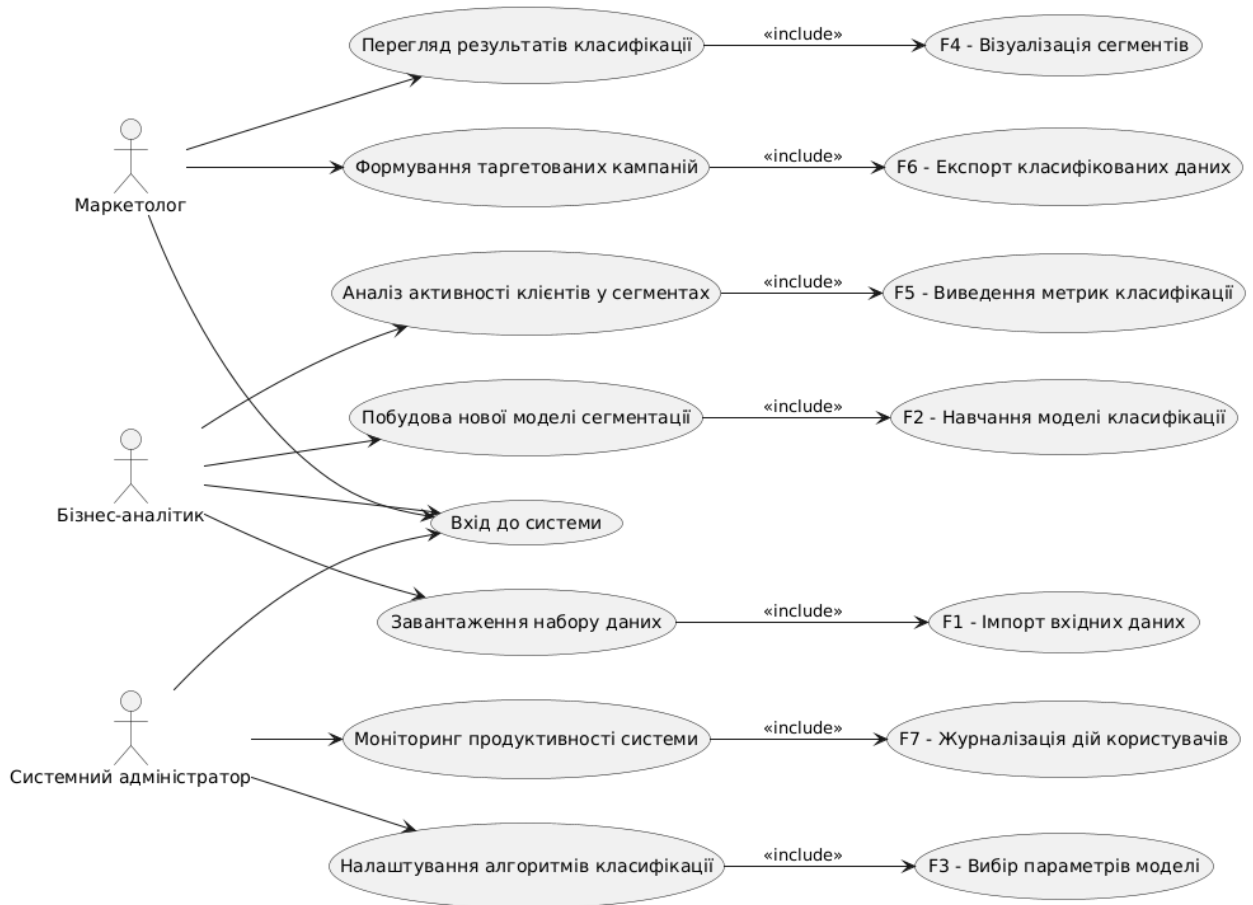 Перегляд результатів класифікації
«include»
F4 - Візуалізація сегментів
Формування таргетованих кампаній
«include»
F6 - Експорт класифікованих даних
Маркетолог
Аналіз активності клієнтів у сегментах
«include»
F5 - Виведення метрик класифікації
Побудова нової моделі сегментації
«include»
F2 - Навчання моделі класифікації
Бізнес-аналітик
Вхід до системи
Завантаження набору даних
«include»
F1 - Імпорт вхідних даних
Моніторинг продуктивності системи
«include»
F7 - Журналізація дій користувачів
Системний адміністратор
Налаштування алгоритмів класифікації
«include»
F3 - Вибір параметрів моделі